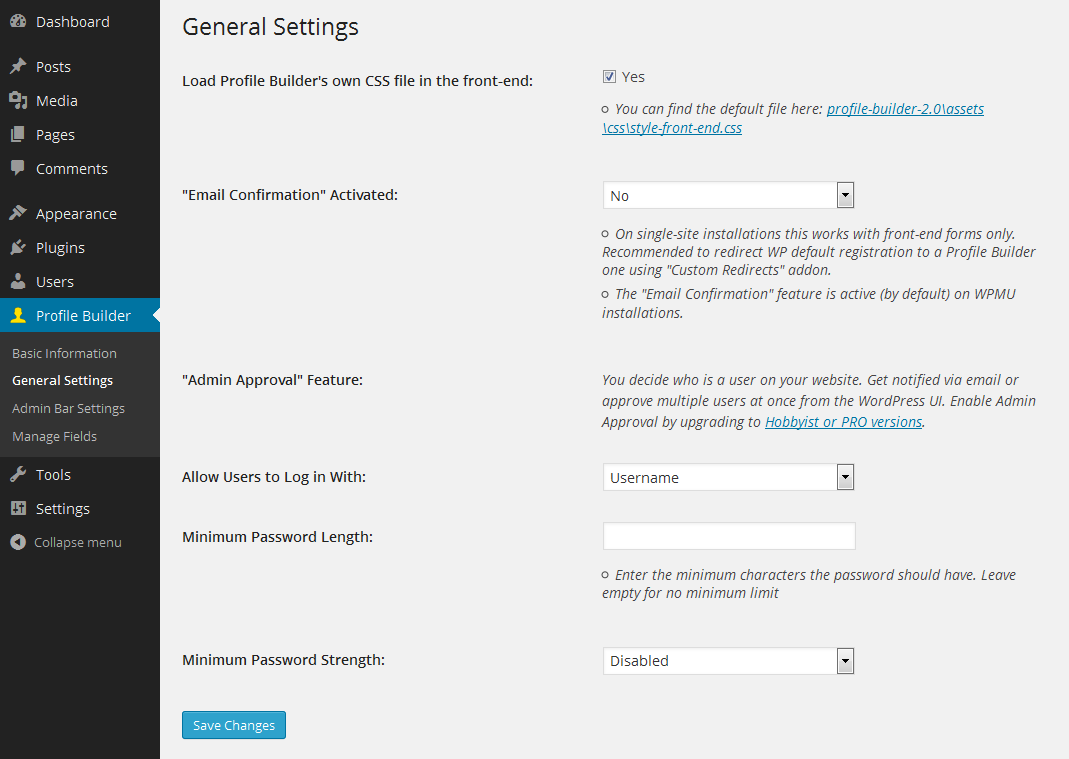 Dashboard
Posts
Media
Pages
Comments
Appearance
Plugins
Users
Profile Builder
Basic Information
General Settings
Admin Bar Settings
Manage Fields
Tools
Settings
Collapse menu
General Settings
Load Profile Builder's own CSS file in the front-end:
Yes
You can find the default file here: profile-builder-2.0\assets
\css\style-front-end.css
"Email Confirmation" Activated:
No
On single-site installations this works with front-end forms only.
Recommended to redirect WP default registration to a Profile Builder
one using "Custom Redirects" addon.
The "Email Confirmation" feature is active (by default) on WPMU
installations.
"Admin Approval" Feature:
You decide who is a user on your website. Get notified via email or
approve multiple users at once from the WordPress UI. Enable Admin
Approval by upgrading to Hobbyist or PRO versions.
Allow Users to Log in With:
Username
Minimum Password Length:
Enter the minimum characters the password should have. Leave
empty for no minimum limit
Minimum Password Strength:
Disabled
Save Changes